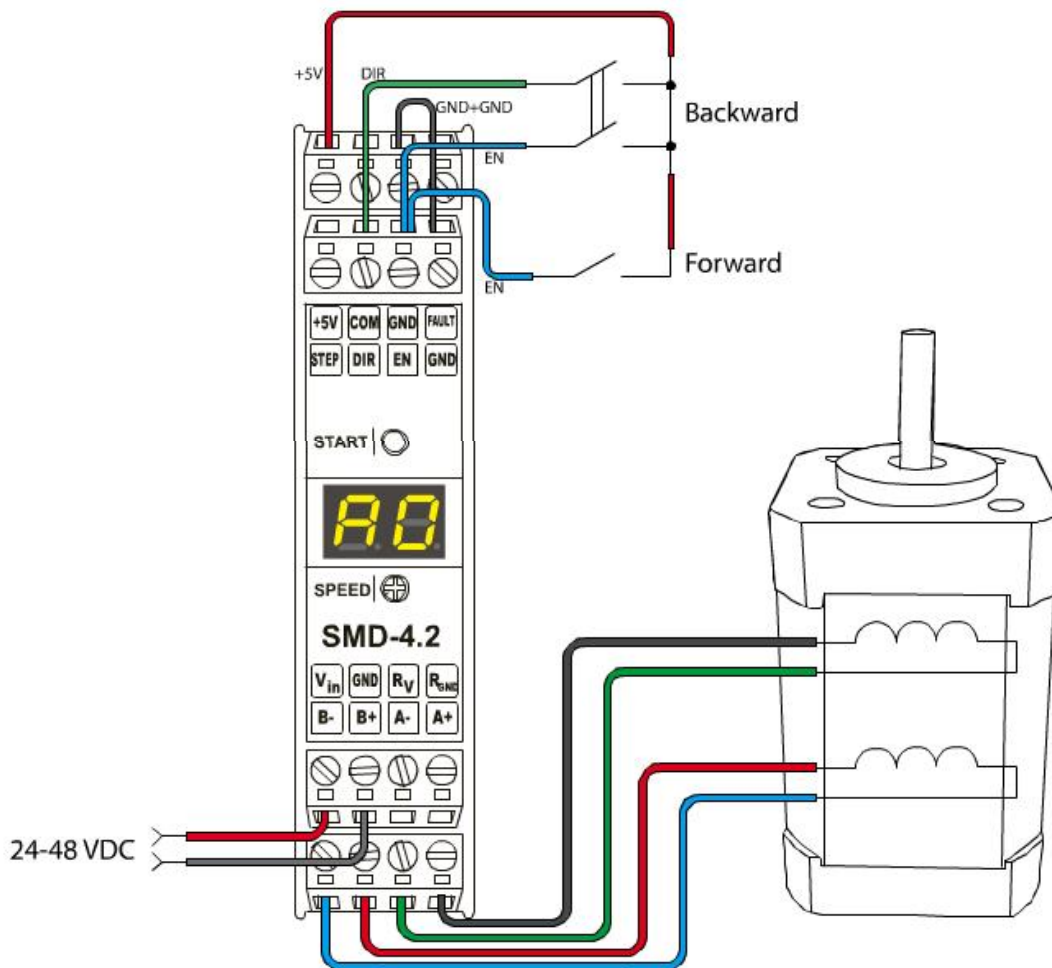 +5V
DIR
GND+GND
Backward
EN
Forward
EN
+5V COM GND FAULT
STEP DIR EN GND
START
A0
SPEED
SMD-4.2
Vin GND RV RGND
B- B+ A- A+
24-48 VDC